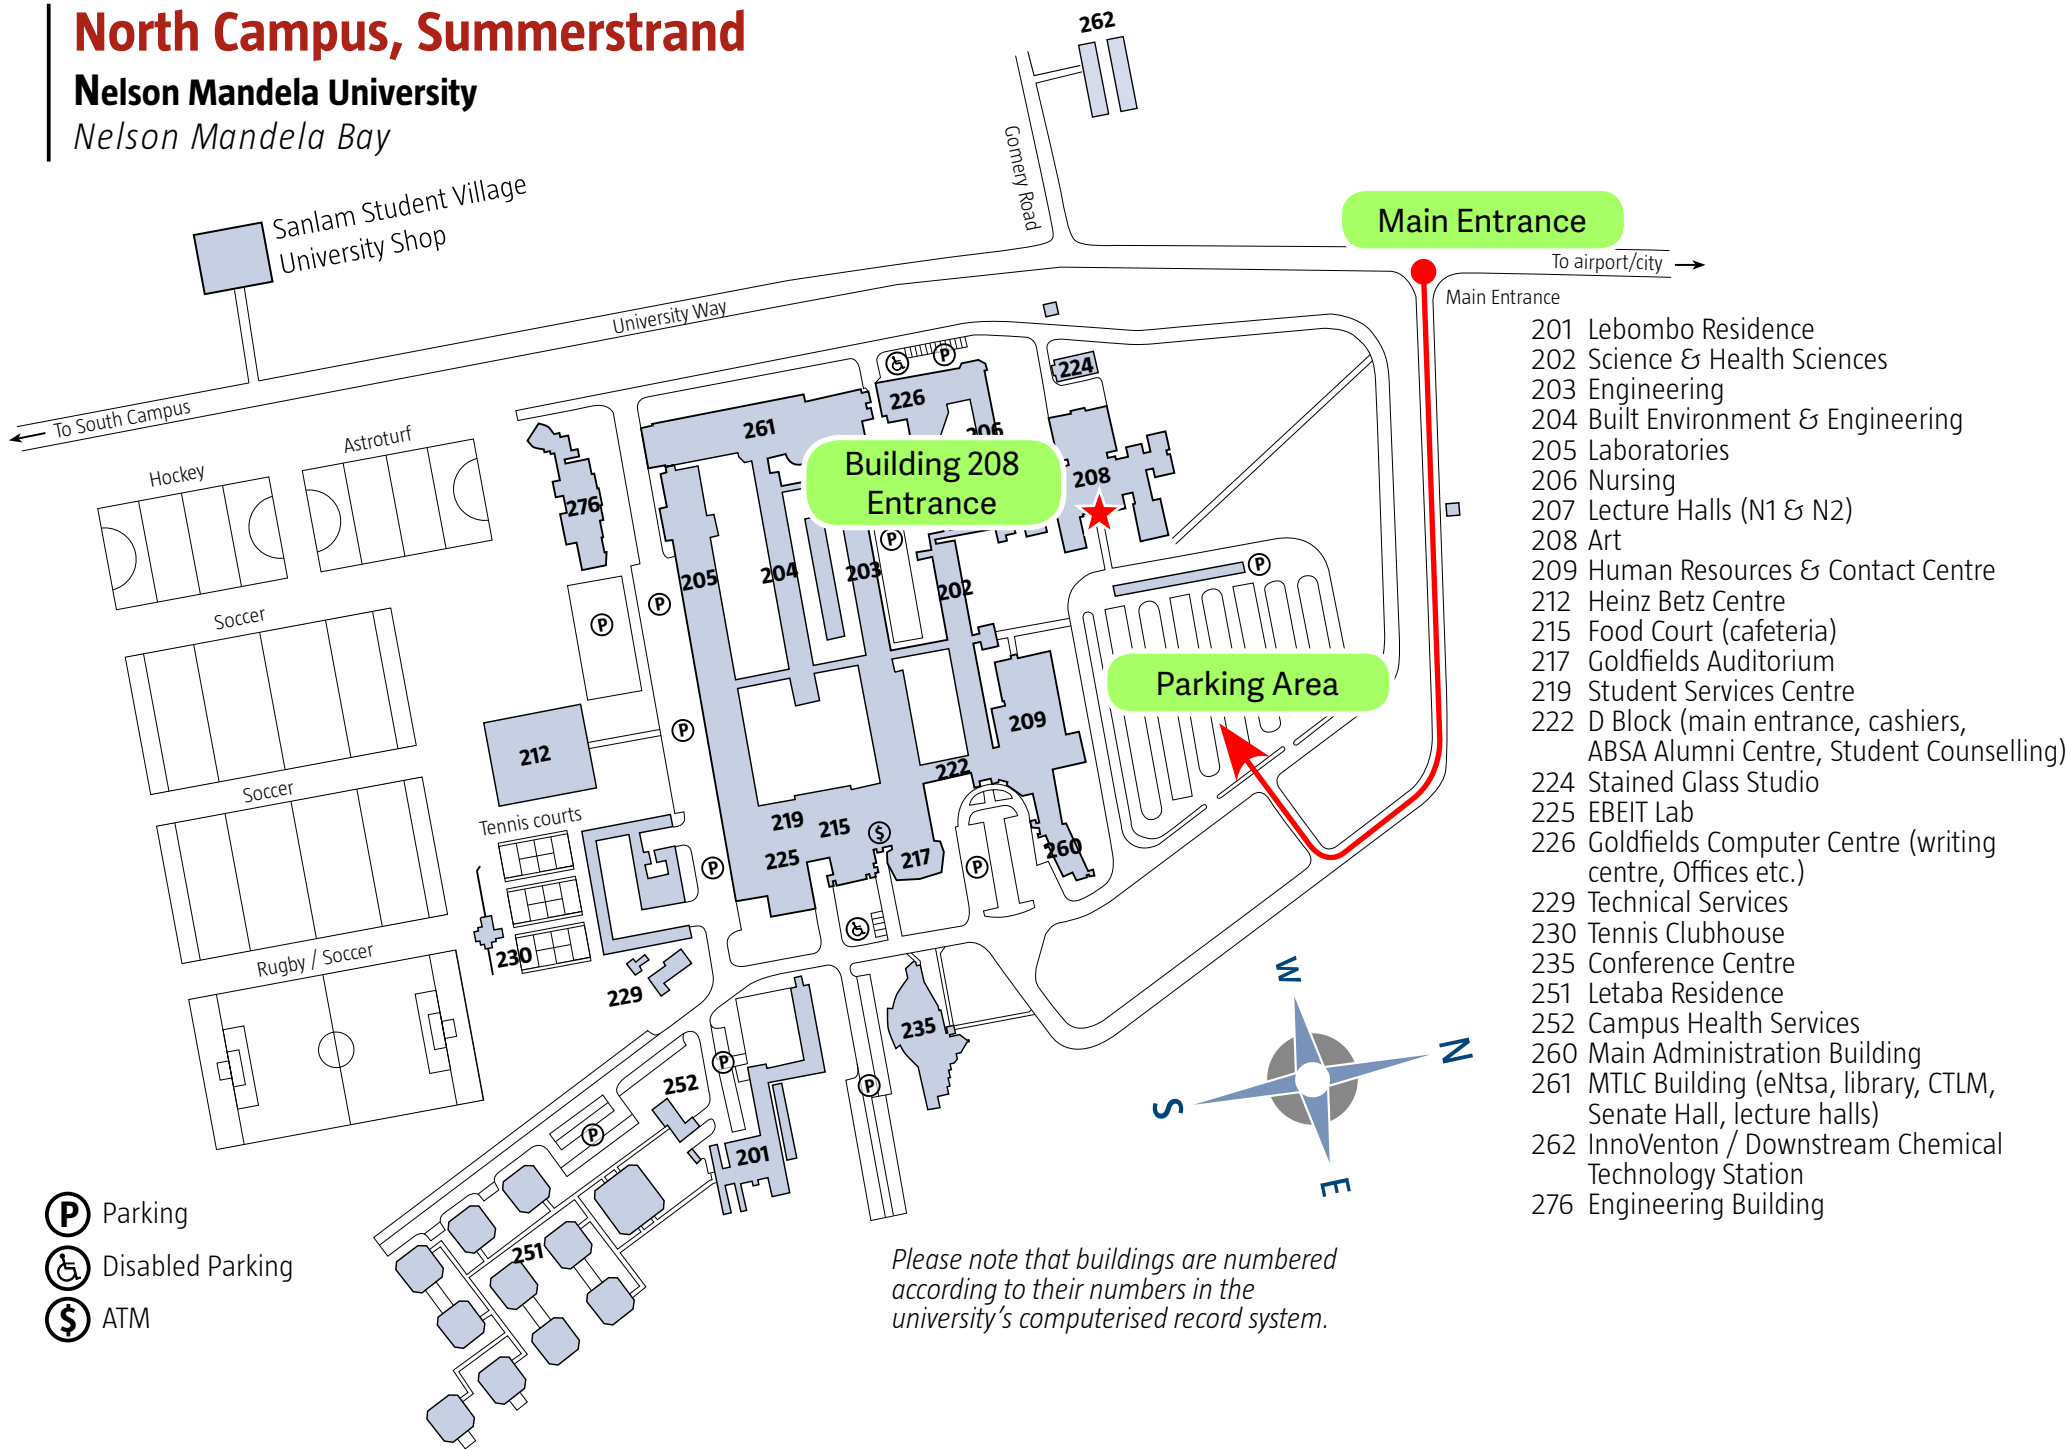 North Campus, Summerstrand
Nelson Mandela University
Nelson Mandela Bay
262
Gomery Road
Sanlam Student Village
University Shop
Main Entrance
To airport/city
Main Entrance
University Way
To South Campus
Hockey
Astroturf
Soccer
Soccer
Rugby / Soccer
Tennis courts
P
P
224
226
206
261
276
Building 208
Entrance
208
P
P
P
P
205
204
203
202
Parking Area
209
212
P
222
219
215
$
225
217
260
P
P
230
229
235
252
P
P
P
201
251
W
N
S
E
201 Lebombo Residence
202 Science & Health Sciences
203 Engineering
204 Built Environment & Engineering
205 Laboratories
206 Nursing
207 Lecture Halls (N1 & N2)
208 Art
209 Human Resources & Contact Centre
212 Heinz Betz Centre
215 Food Court (cafeteria)
217 Goldfields Auditorium
219 Student Services Centre
222 D Block (main entrance, cashiers,
ABSA Alumni Centre, Student Counselling)
224 Stained Glass Studio
225 EBEIT Lab
226 Goldfields Computer Centre (writing
centre, Offices etc.)
229 Technical Services
230 Tennis Clubhouse
235 Conference Centre
251 Letaba Residence
252 Campus Health Services
260 Main Administration Building
261 MTLC Building (eNtsa, library, CTLM,
Senate Hall, lecture halls)
262 InnoVenton / Downstream Chemical
Technology Station
276 Engineering Building
P Parking
Disabled Parking
$ ATM
Please note that buildings are numbered
according to their numbers in the
university's computerised record system.